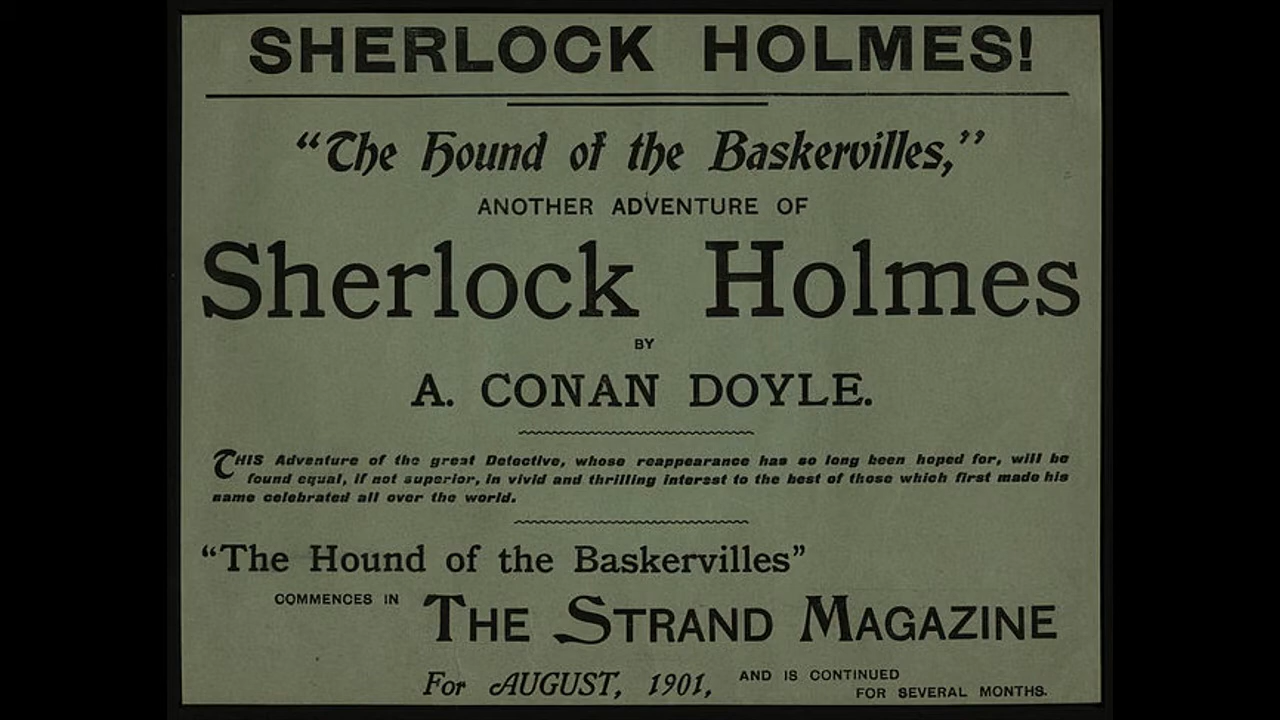 SHERLOCK HOLMES!
“The Hound of the Baskervilles,”
ANOTHER ADVENTURE OF
Sherlock Holmes
BY
A. CONAN DOYLE.
THIS Adventure of the great Detective, whose reappearance has so long been hoped for, will be
found equal, if not superior, in vivid and thrilling interest to the best of those which first made his
name celebrated all over the world.
“The Hound of the Baskervilles”
COMMENCES IN THE STRAND MAGAZINE
For AUGUST, 1901, AND IS CONTINUED
FOR SEVERAL MONTHS.